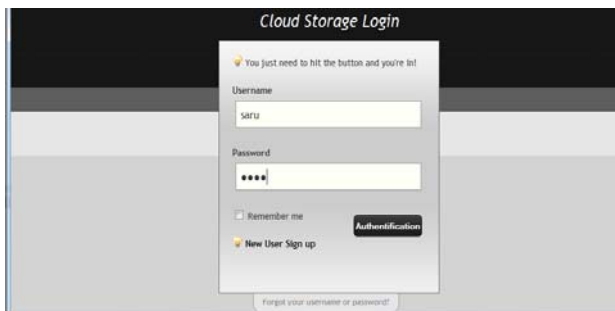 Cloud Storage Login
You just need to hit the button and you're in!
Username
saru
Password
••••
Remember me
Authentification
New User Sign up
Forgot your username or password?